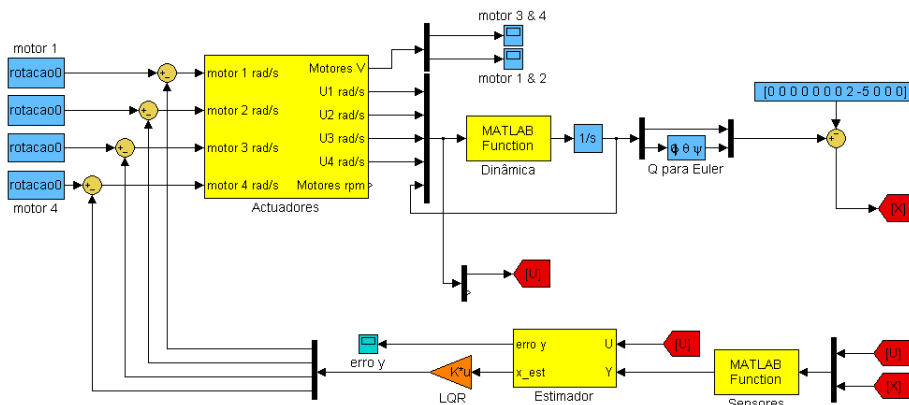 motor 1
rotacao0
rotacao0
rotacao0
rotacao0
motor 4
motor 1 rad/s
motor 2 rad/s
motor 3 rad/s
motor 4 rad/s
Motores V
U1 rad/s
U2 rad/s
U3 rad/s
U4 rad/s
Motores rpm
Actuadores
motor 3 & 4
motor 1 & 2
MATLAB
Function
Dinâmica
1/s
Φ θ ψ
Q para Euler
[0 0 0 0 0 0 0 2 -5 0 0 0]
[X]
[U]
erro y
K*u
LQR
erro y
x_est
U
Y
Estimador
[U]
MATLAB
Function
Sensores
[U]
[X]